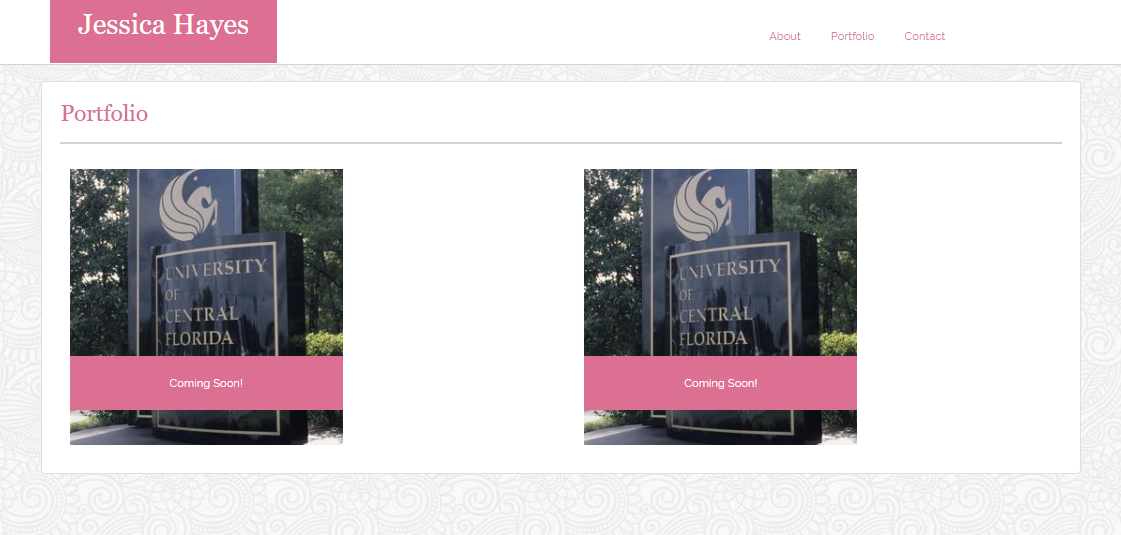 Jessica Hayes
About Portfolio Contact
Portfolio
UNIVERSITY
OF
CENTRAL
FLORIDA
Coming Soon!
UNIVERSITY
OF
CENTRAL
FLORIDA
Coming Soon!